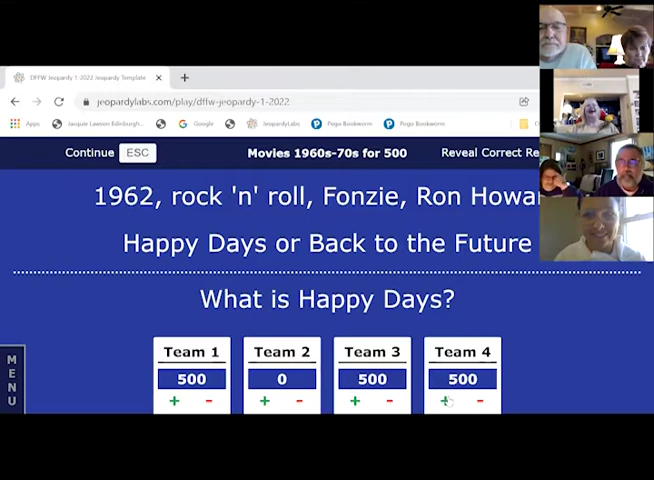 DFFW Jeopardy 1-2022 Jeopardy Template
jeopardylabs.com/play/dffw-jeopardy-1-2022
Apps Jacquie Lawson Edinburgh... Google JeopardyLabs Pogo Bookworm Pogo Bookworm
Continue ESC Movies 1960s-70s for 500 Reveal Correct Re
1962, rock 'n' roll, Fonzie, Ron Howa
Happy Days or Back to the Future
What is Happy Days?
MENU
Team 1 Team 2 Team 3 Team 4
500 0 500 500
+ - + - + - + -